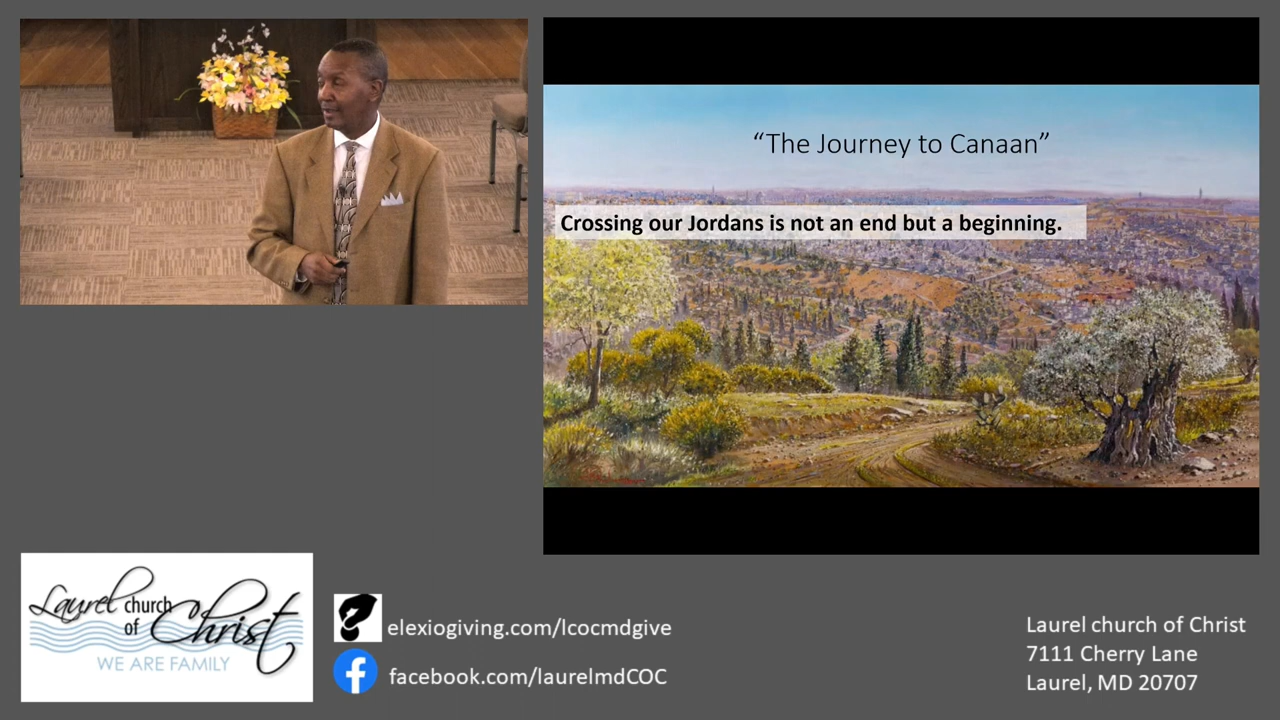 “The Journey to Canaan”
Crossing our Jordans is not an end but a beginning.
Laurel church of Christ
WE ARE FAMILY
elexiogiving.com/lcocmdgive
facebook.com/laurelmdCOC
Laurel church of Christ
7111 Cherry Lane
Laurel, MD 20707